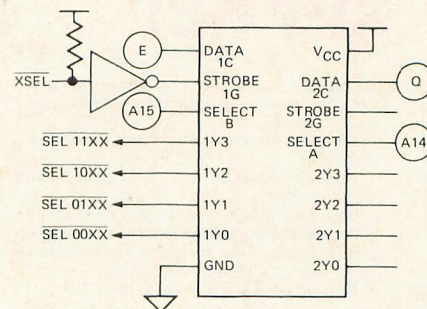 E
DATA
1C
VCC
XSEL
STROBE
1G
DATA
2C
Q
A15
SELECT
B
STROBE
2G
SEL 11XX
1Y3
SELECT
A
A14
SEL 10XX
1Y2
2Y3
SEL 01XX
1Y1
2Y2
SEL 00XX
1Y0
2Y1
GND
2Y0